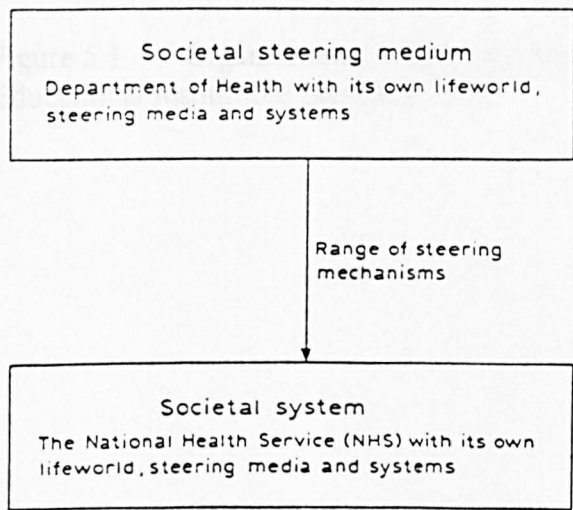 Societal steering medium
Department of Health with its own lifeworld,
steering media and systems
Range of steering
mechanisms
Societal system
The National Health Service (NHS) with its own
lifeworld, steering media and systems